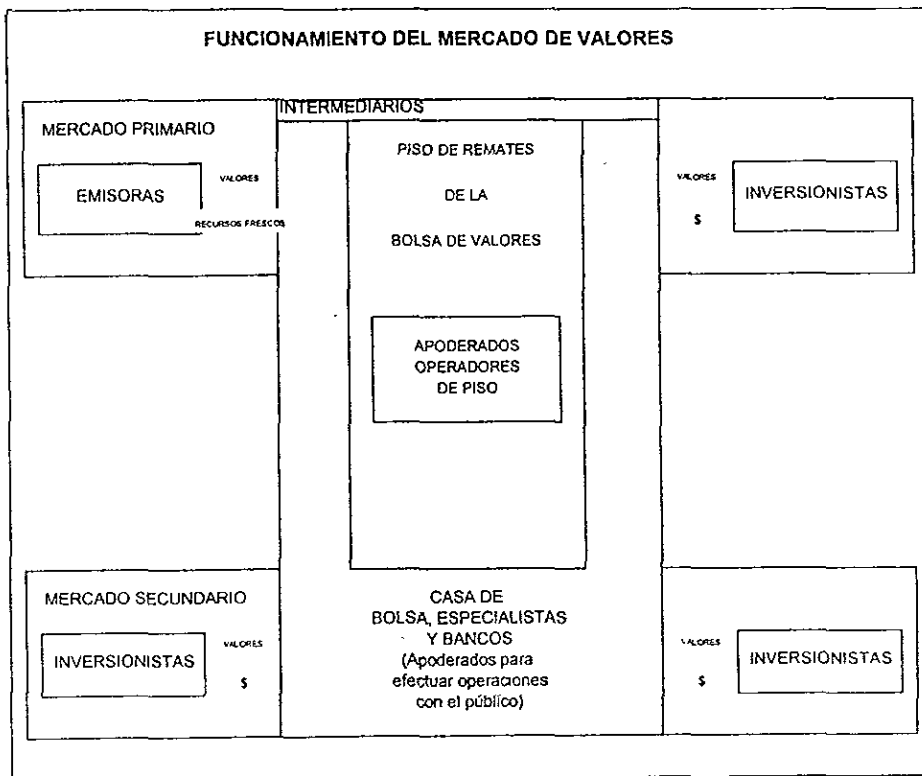 FUNCIONAMIENTO DEL MERCADO DE VALORES
INTERMEDIARIOS
MERCADO PRIMARIO
EMISORAS
VALORES
RECURSOS FRESCOS
PISO DE REMATES
DE LA
BOLSA DE VALORES
VALORES
$
INVERSIONISTAS
APODERADOS
OPERADORES
DE PISO
MERCADO SECUNDARIO
INVERSIONISTAS
VALORES
$
CASA DE
BOLSA, ESPECIALISTAS
Y BANCOS
(Apoderados para
efectuar operaciones
con el público)
VALORES
$
INVERSIONISTAS